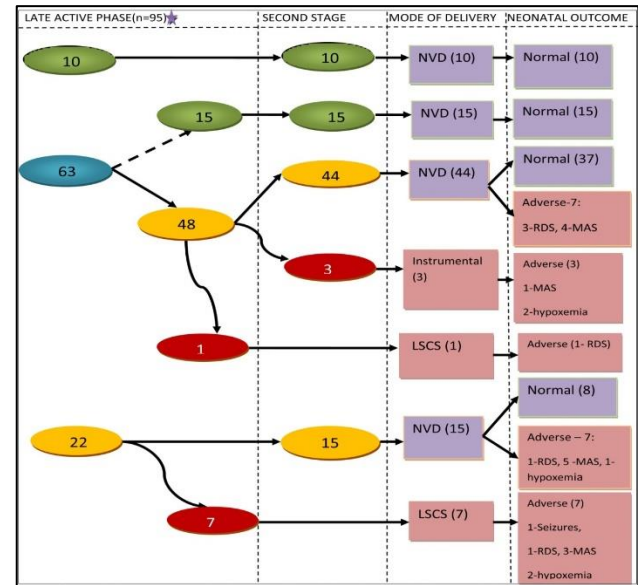 LATE ACTIVE PHASE(n=95)
SECOND STAGE
MODE OF DELIVERY
NEONATAL OUTCOME
10
10
NVD (10)
Normal (10)
15
15
NVD (15)
Normal (15)
63
44
NVD (44)
Normal (37)
48
Adverse-7:
3-RDS, 4-MAS
3
Instrumental
(3)
Adverse (3)
1-MAS
2-hypoxemia
1
LSCS (1)
Adverse (1- RDS)
22
15
NVD (15)
Normal (8)
Adverse – 7:
1-RDS, 5 -MAS, 1-
hypoxemia
7
LSCS (7)
Adverse (7)
1-Seizures,
1-RDS, 3-MAS
2-hypoxemia